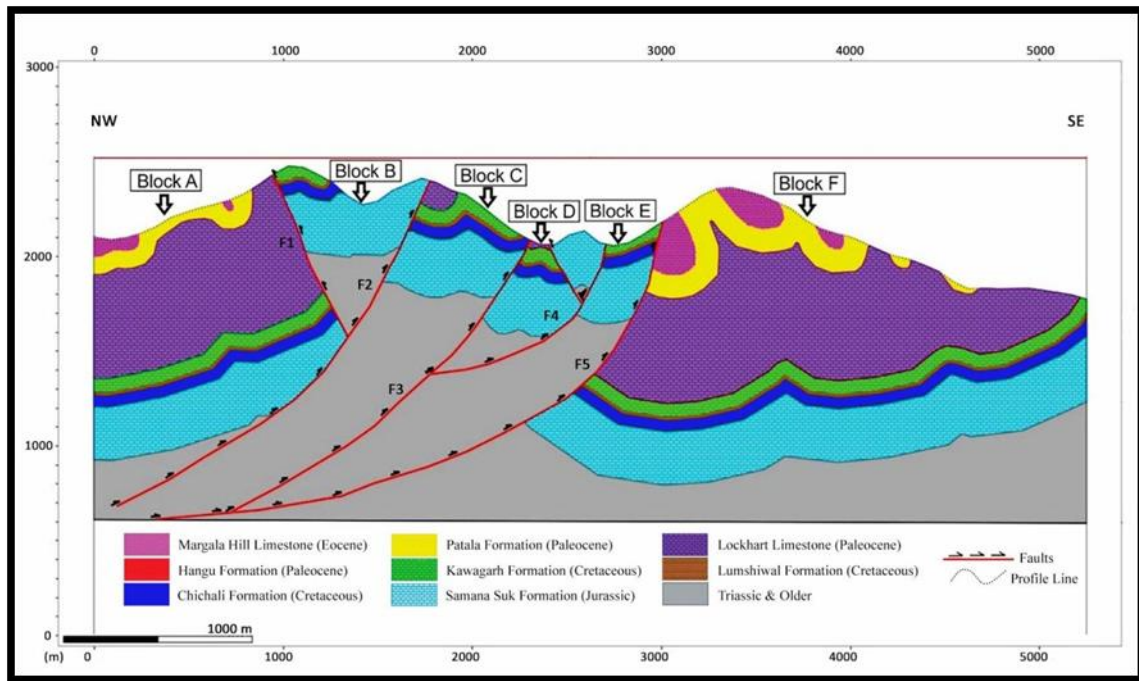 0 1000 2000 3000 4000 5000
3000
NW SE
Block A Block B Block C Block D Block E Block F
F1
F2
F3
F4
F5
2000
1000
Margala Hill Limestone (Eocene) Patala Formation (Paleocene) Lockhart Limestone (Paleocene) Faults
Hangu Formation (Paleocene) Kawagarh Formation (Cretaceous) Lumshiwal Formation (Cretaceous) Profile Line
Chichali Formation (Cretaceous) Samana Suk Formation (Jurassic) Triassic & Older
1000 m
0
(m) 0 1000 2000 3000 4000 5000